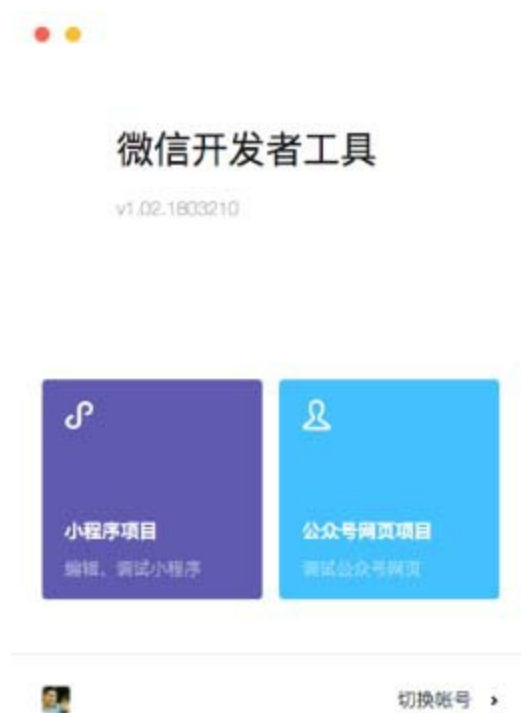 微信开发者工具
v1.02.1803210
小程序项目
编辑、调试小程序
公众号网页项目
调试公众号网页
切换帐号